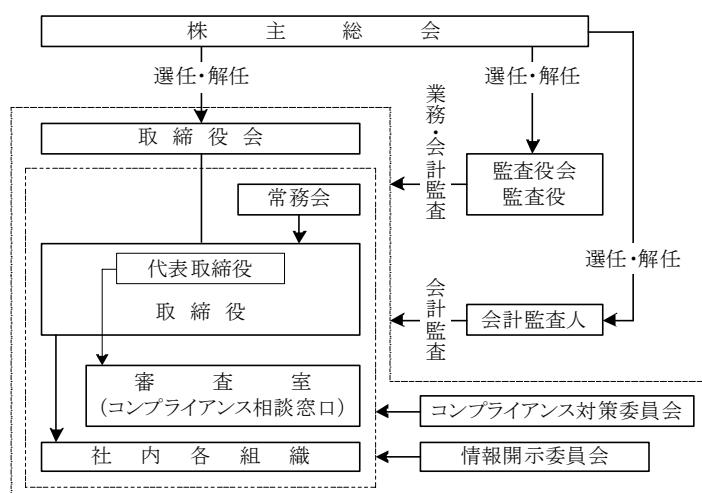 株主総会
選任・解任
選任・解任
業務・会計監査
取締役会
監査役会
監査役
常務会
代表取締役
選任・解任
取締役
会計監査
会計監査人
審査室
(コンプライアンス相談窓口)
コンプライアンス対策委員会
社内各組織
情報開示委員会